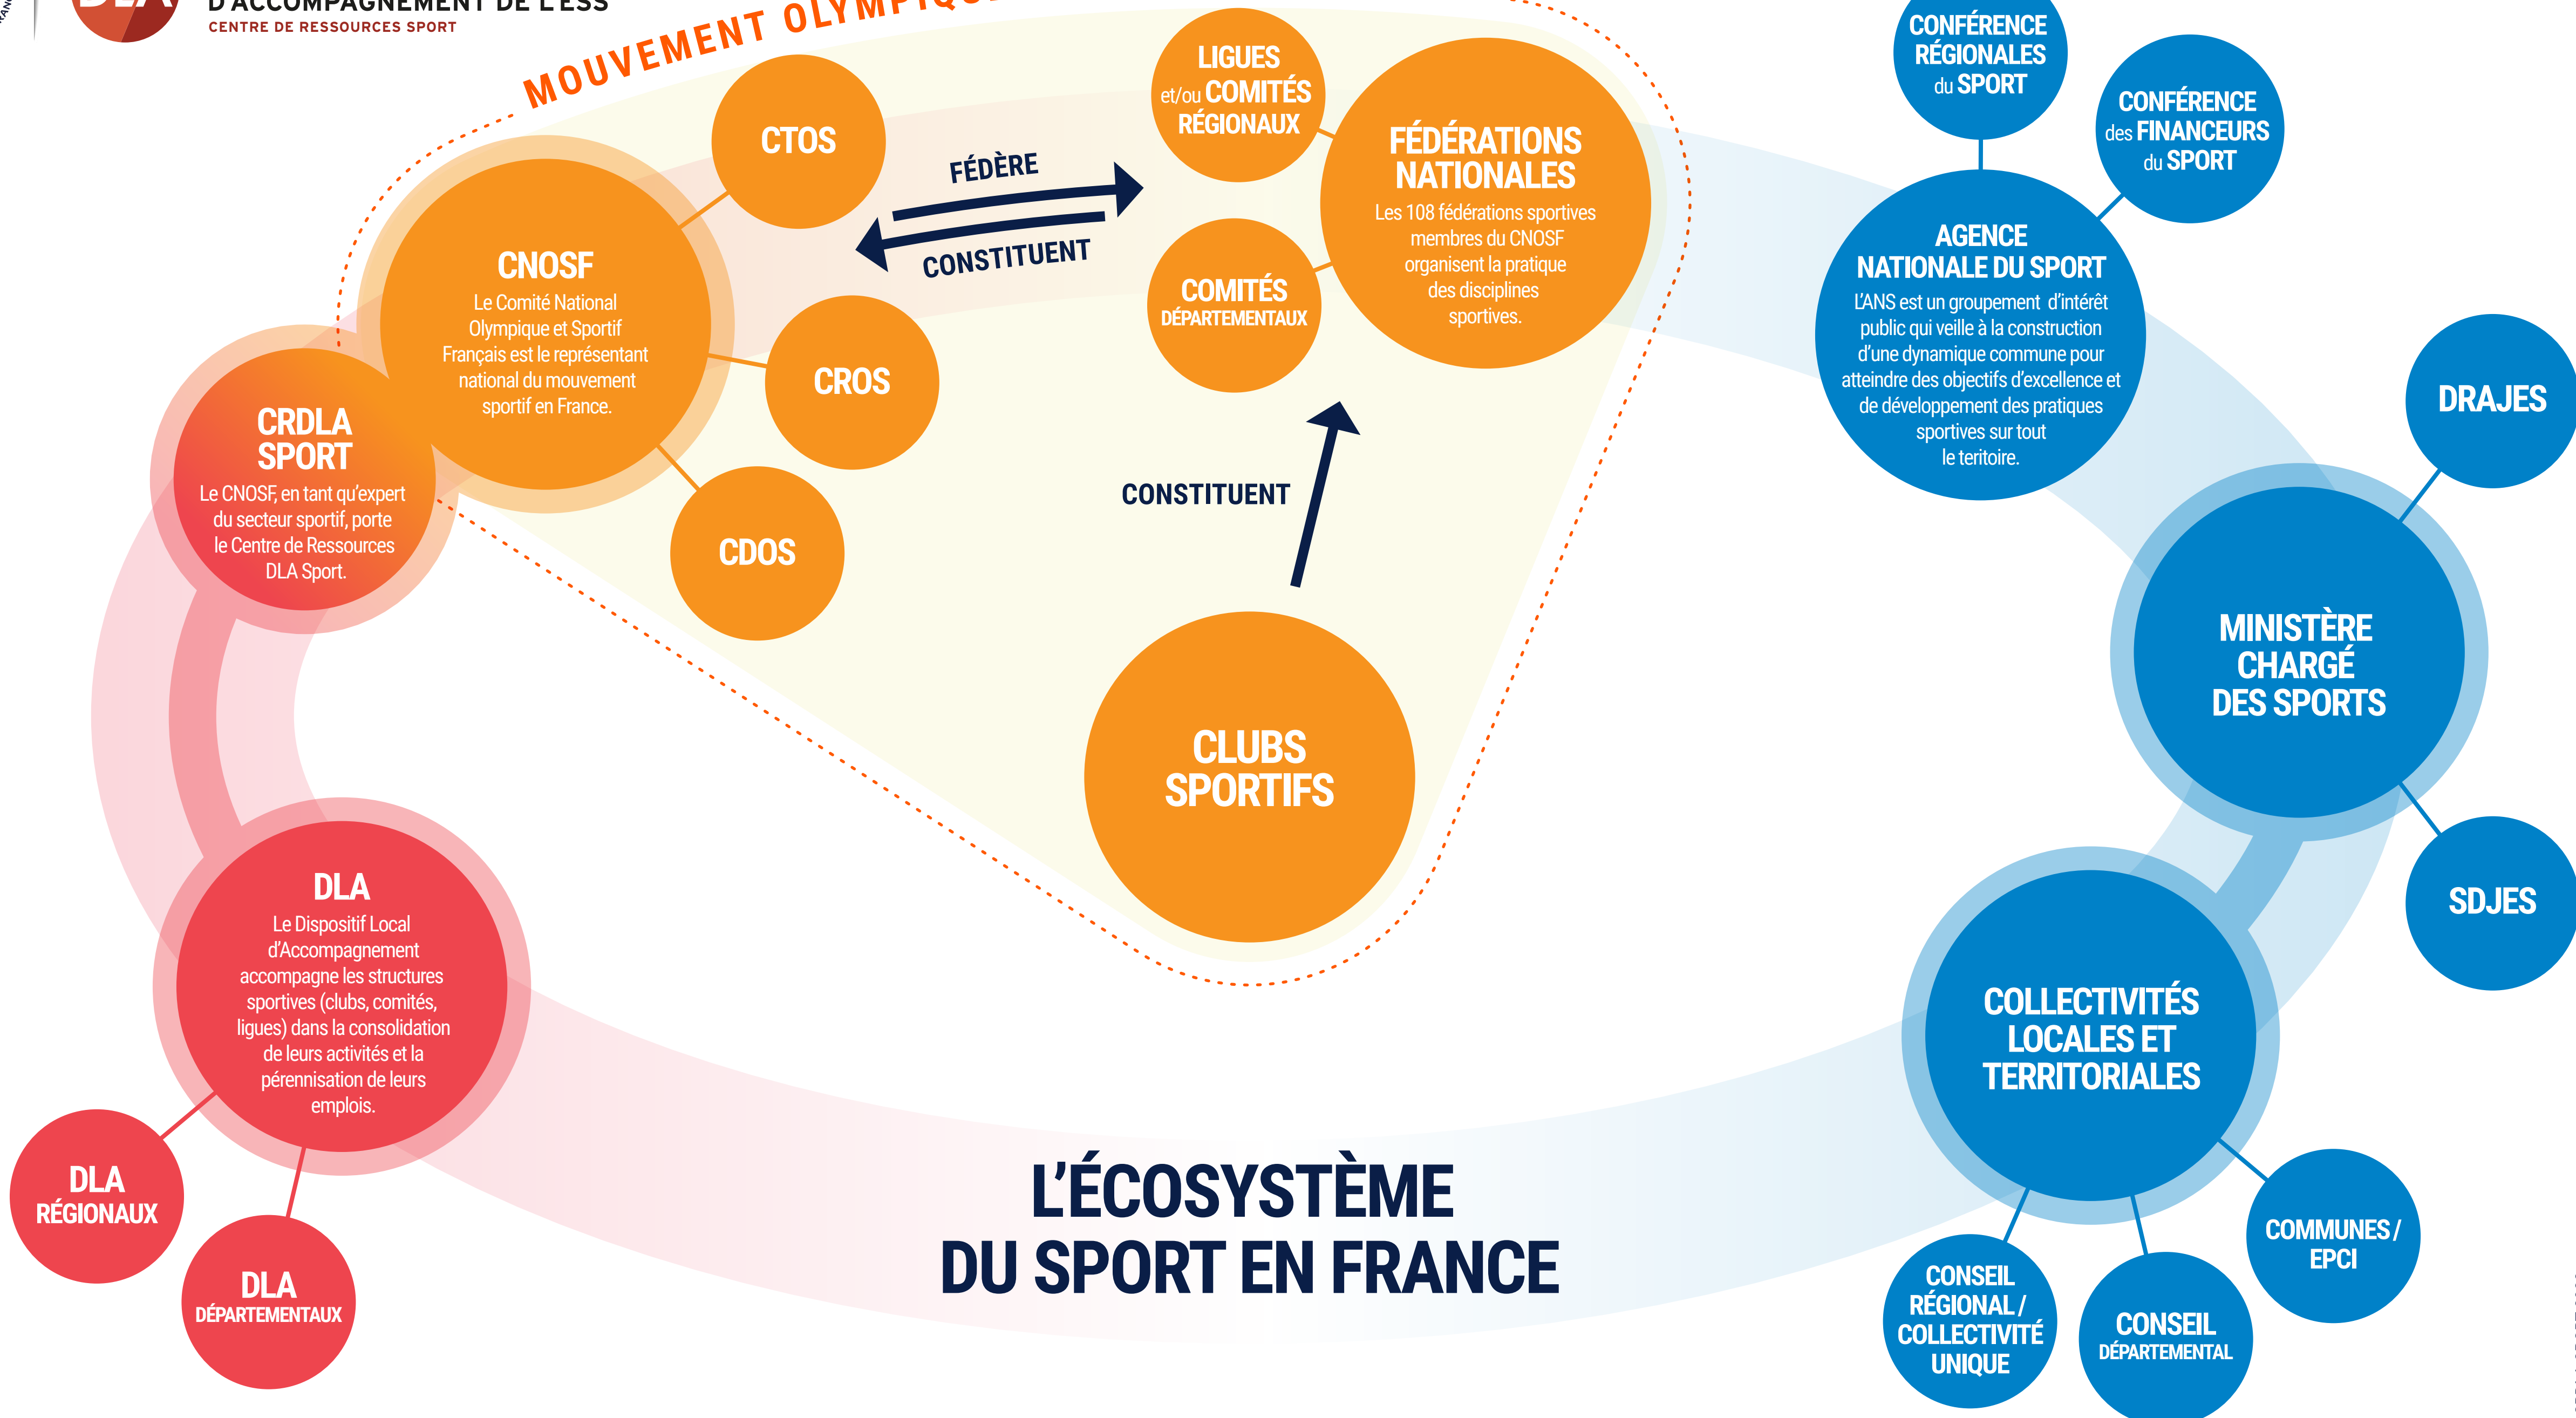 D'ACCOMPAGNEMENT DE L'ESS
CENTRE DE RESSOURCES SPORT
MOUVEMENT OLYMPIQUE
CTOS
CNOSF
Le Comité National
Olympique et Sportif
Français est le représentant
national du mouvement
sportif en France.
CROS
CDOS
CRDLA
SPORT
Le CNOSF, en tant qu'expert
du secteur sportif, porte
le Centre de Ressources
DLA Sport.
FÉDÈRE
CONSTITUENT
LIGUES
et/ou COMITÉS
RÉGIONAUX
COMITÉS
DÉPARTEMENTAUX
FÉDÉRATIONS
NATIONALES
Les 108 fédérations sportives
membres du CNOSF
organisent la pratique
des disciplines
sportives.
CONSTITUENT
CLUBS
SPORTIFS
CONFÉRENCE
RÉGIONALES
du SPORT
CONFÉRENCE
des FINANCEURS
du SPORT
AGENCE
NATIONALE DU SPORT
L'ANS est un groupement d'intérêt
public qui veille à la construction
d'une dynamique commune pour
atteindre des objectifs d'excellence et
de développement des pratiques
sportives sur tout
le teritoire.
DRAJES
MINISTÈRE
CHARGÉ
DES SPORTS
SDJES
COLLECTIVITÉS
LOCALES ET
TERRITORIALES
COMMUNES /
EPCI
CONSEIL
RÉGIONAL /
COLLECTIVITÉ
UNIQUE
CONSEIL
DÉPARTEMENTAL
DLA
Le Dispositif Local
d'Accompagnement
accompagne les structures
sportives (clubs, comités,
ligues) dans la consolidation
de leurs activités et la
pérennisation de leurs
emplois.
DLA
RÉGIONAUX
DLA
DÉPARTEMENTAUX
L'ÉCOSYSTÈME
DU SPORT EN FRANCE